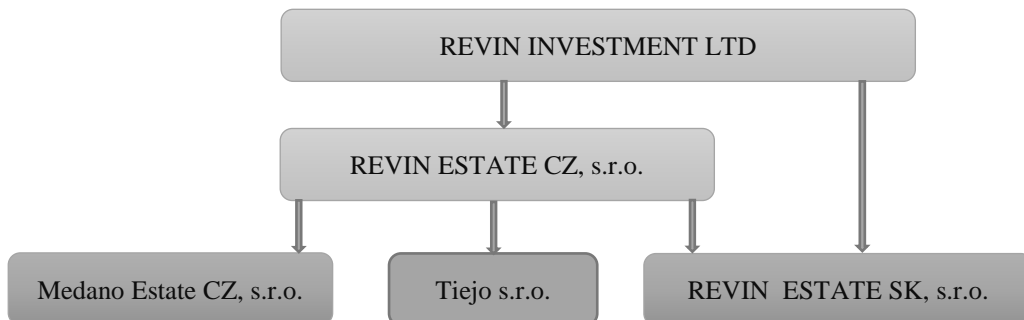 REVIN INVESTMENT LTD
REVIN ESTATE CZ, s.r.o.
Medano Estate CZ, s.r.o.
Tiejo s.r.o.
REVIN ESTATE SK, s.r.o.